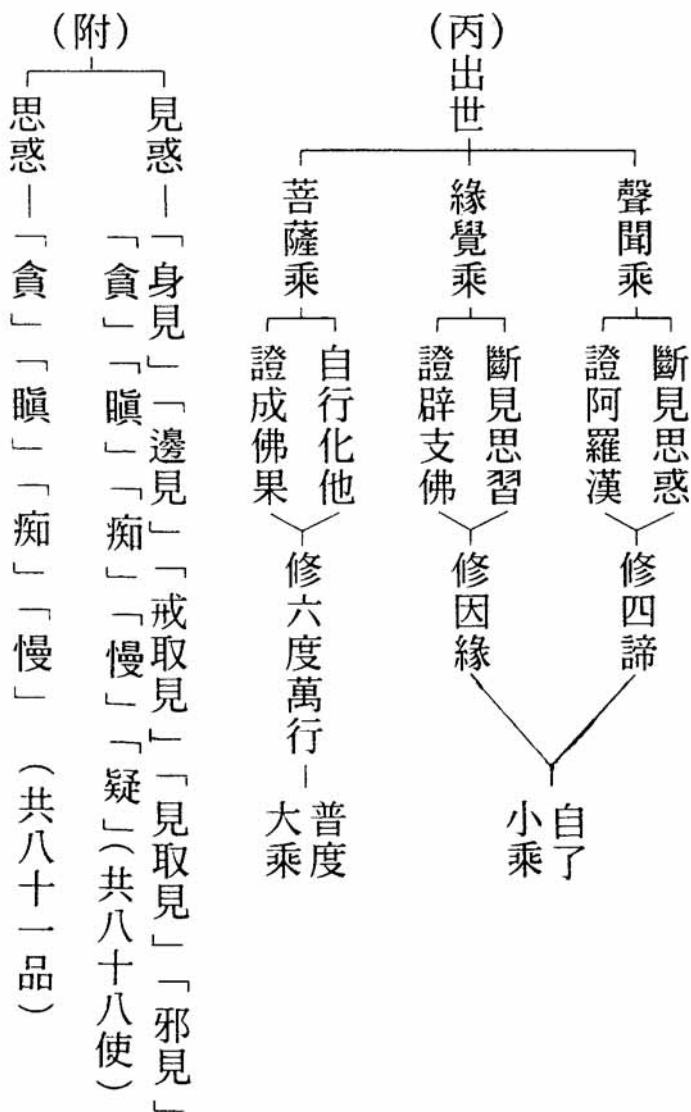 (丙)出世
聲聞乘
斷見思惑
證阿羅漢
修四諦
緣覺乘
斷見思習
證辟支佛
修因緣
自了
小乘
菩薩乘
自行化他
證成佛果
修六度萬行
普度
大乘
(附)
見惑
「身見」「邊見」「戒取見」「見取見」「邪見」
「貪」「瞋」「痴」「慢」「疑」(共八十八使)
思惑
「貪」「瞋」「痴」「慢」(共八十一品)